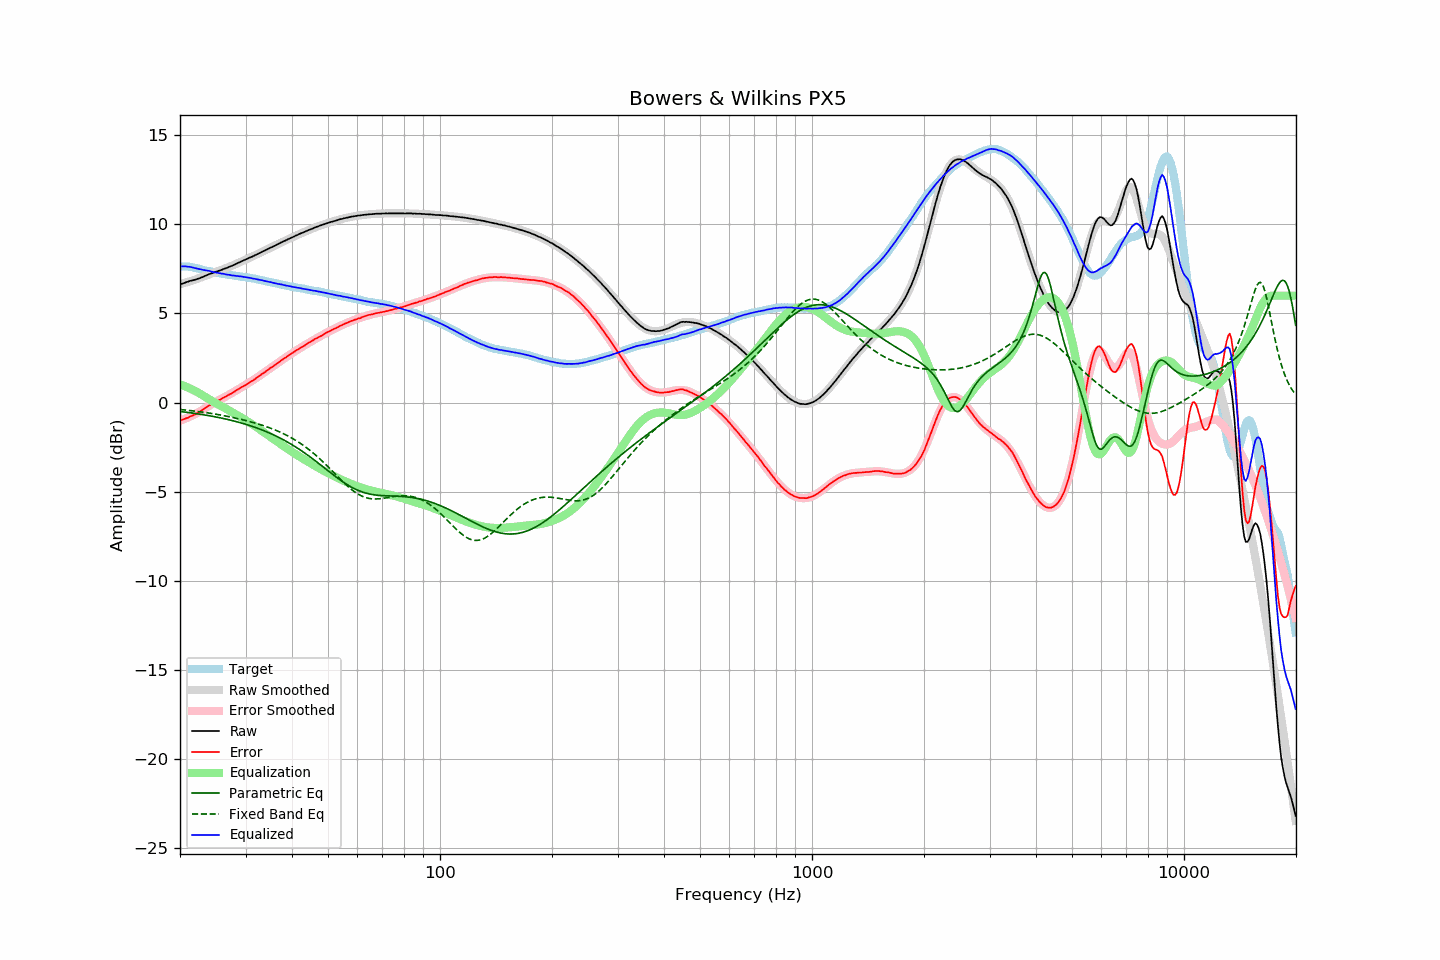 Bowers & Wilkins PX5
15
10
5
0
−5
−10
−15
−20
−25
Amplitude (dBr)
Target
Raw Smoothed
Error Smoothed
Raw
Error
Equalization
Parametric Eq
Fixed Band Eq
Equalized
100
1000
10000
Frequency (Hz)